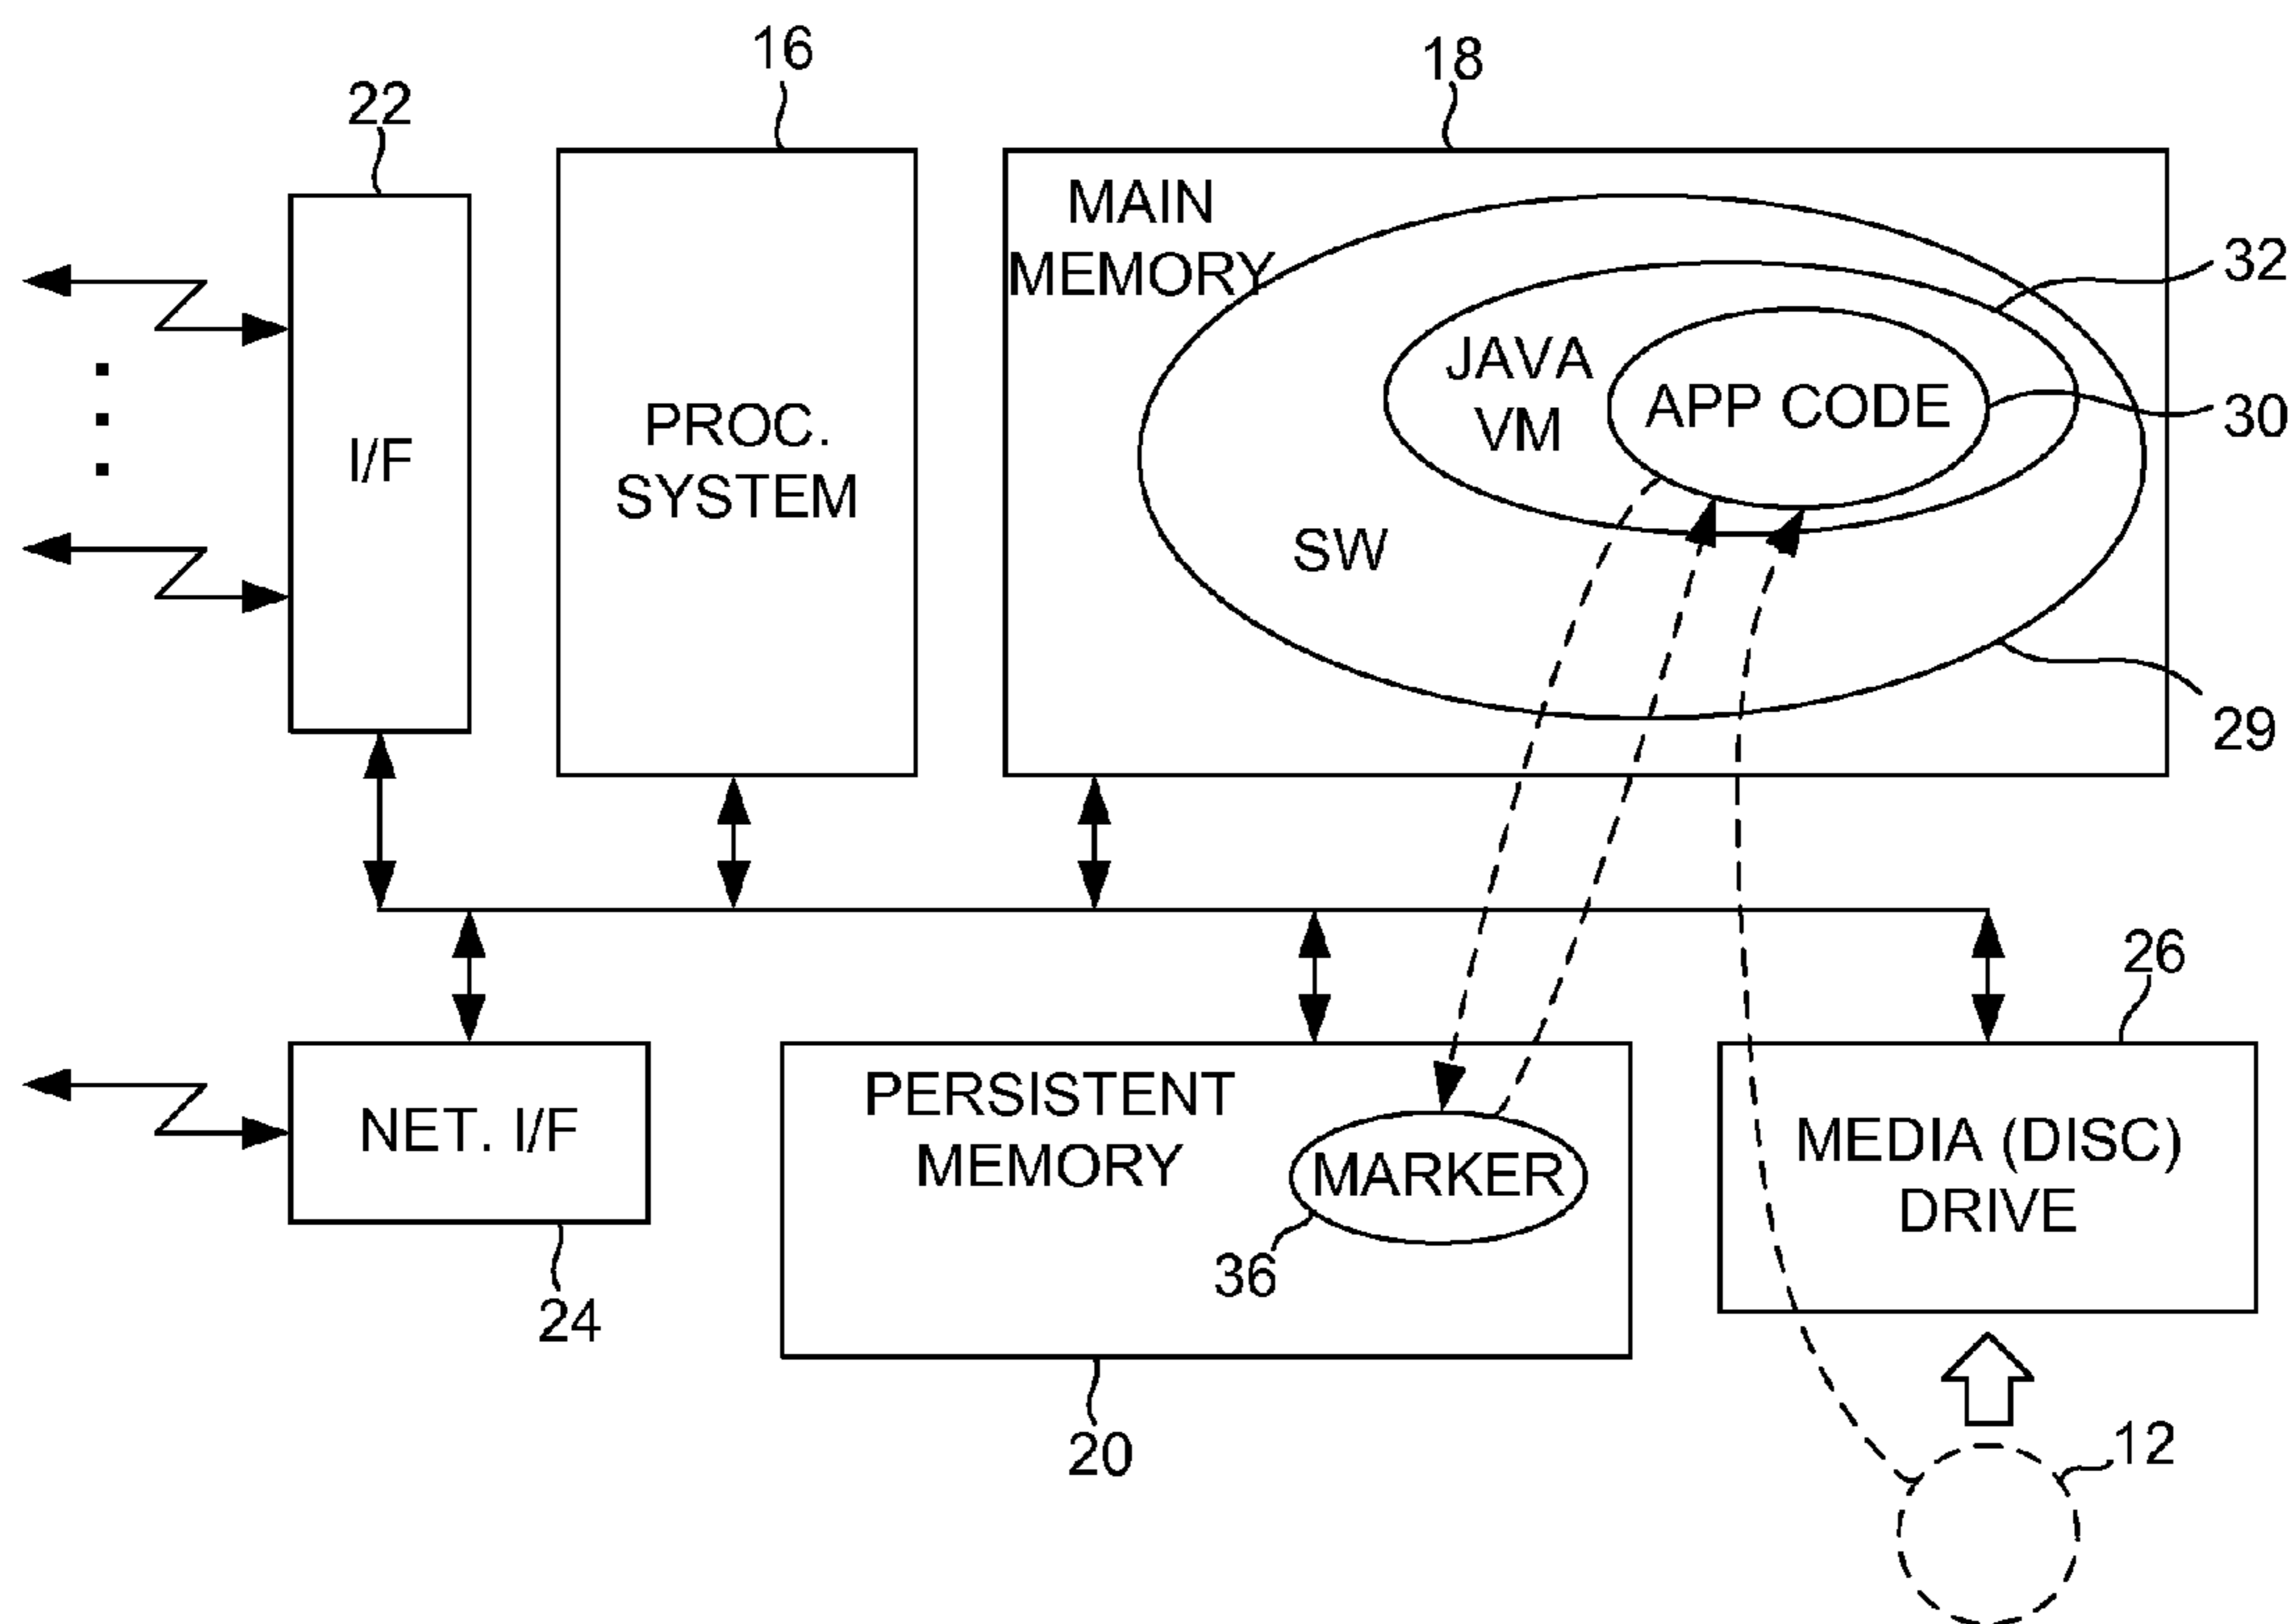 16
18
22
MAIN
MEMORY
32
JAVA
VM
APP CODE
30
PROC.
SYSTEM
I/F
SW
29
26
PERSISTENT
MEMORY
MARKER
NET. I/F
MEDIA (DISC)
DRIVE
36
24
20
12